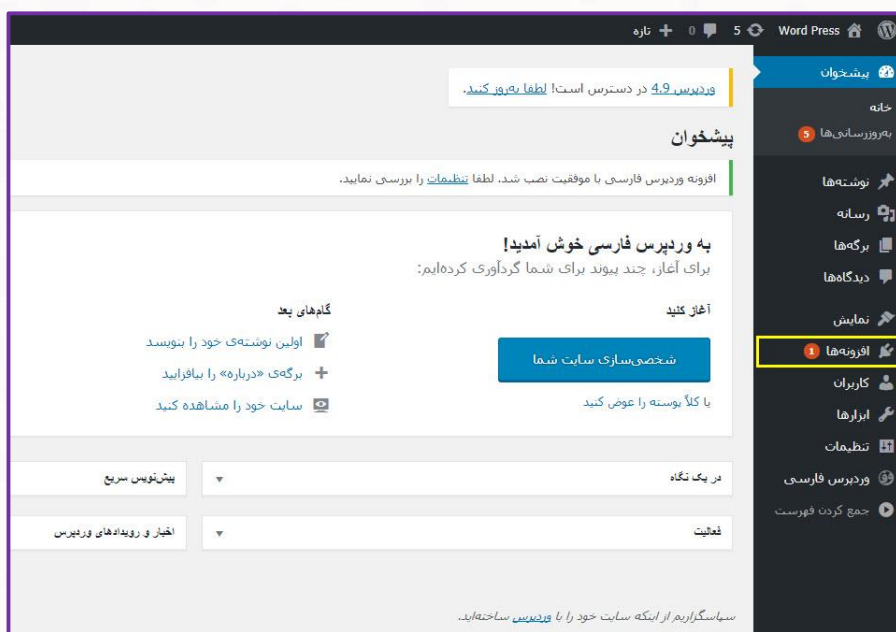 Word Press 5 0 تازه
پیشخوان
خانه
به‌روزرسانی‌ها 5
نوشته‌ها
رسانه
برگه‌ها
دیدگاه‌ها
نمایش
افزونه‌ها 1
کاربران
ابزارها
تنظیمات
وردپرس فارسی
جمع کردن فهرست
وردپرس 4.9 در دسترس است! لطفا به‌روز کنید.
پیشخوان
افزونه وردپرس فارسی با موفقیت نصب شد. لطفا تنظیمات را بررسی نمایید.
به وردپرس فارسی خوش آمدید!
برای آغاز، چند پیوند برای شما گردآوری کرده‌ایم:
آغاز کنید
شخصی‌سازی سایت شما
یا کلاً پوسته را عوض کنید
گام‌های بعد
اولین نوشته‌ی خود را بنویسد
برگه‌ی «درباره» را بیافزایید
سایت خود را مشاهده کنید
در یک نگاه
پیش‌نویس سریع
فعالیت
اخبار و رویدادهای وردپرس
سپاسگزاریم از اینکه سایت خود را با وردپرس ساخته‌اید.